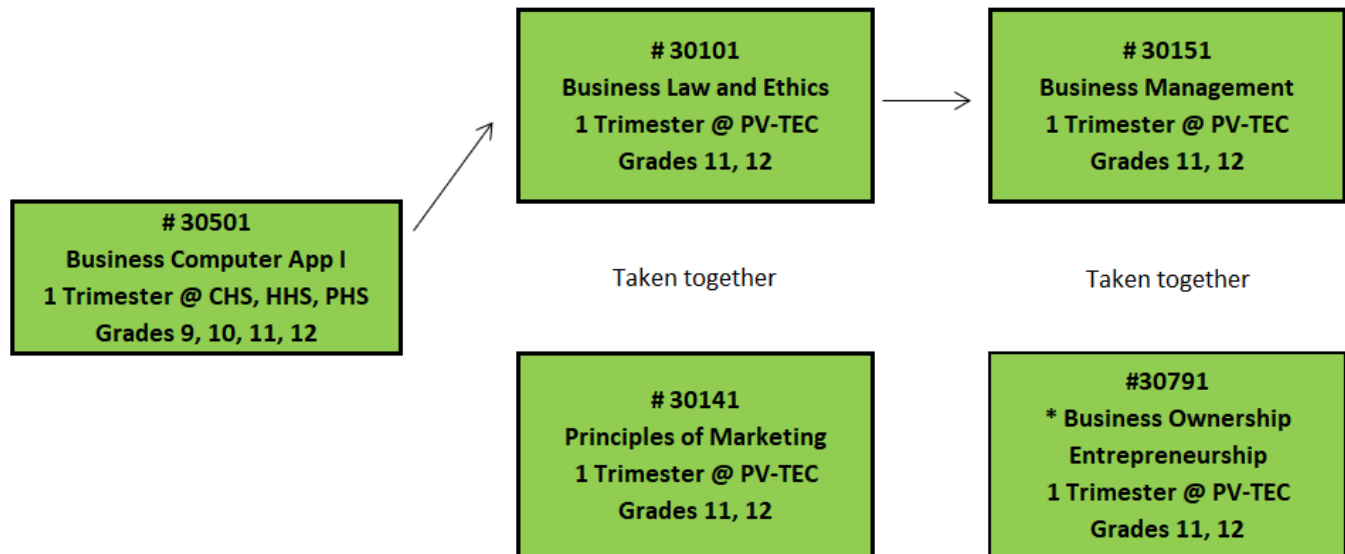 # 30501
Business Computer App I
1 Trimester @ CHS, HHS, PHS
Grades 9, 10, 11, 12
# 30101
Business Law and Ethics
1 Trimester @ PV-TEC
Grades 11, 12
Taken together
# 30141
Principles of Marketing
1 Trimester @ PV-TEC
Grades 11, 12
# 30151
Business Management
1 Trimester @ PV-TEC
Grades 11, 12
Taken together
#30791
* Business Ownership
Entrepreneurship
1 Trimester @ PV-TEC
Grades 11, 12